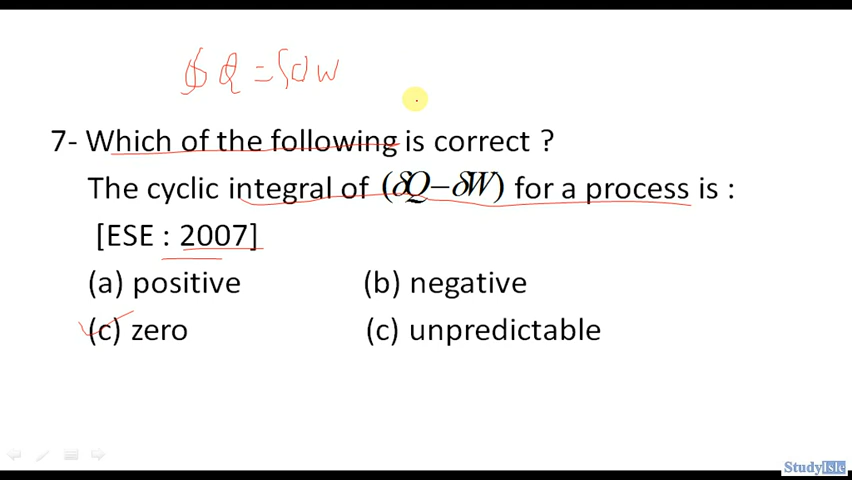 ∮ Q = ∫ d W
7- Which of the following is correct ?
The cyclic integral of (δQ−δW) for a process is :
[ESE : 2007]
(a) positive (b) negative
(c) zero (c) unpredictable
StudyIsle